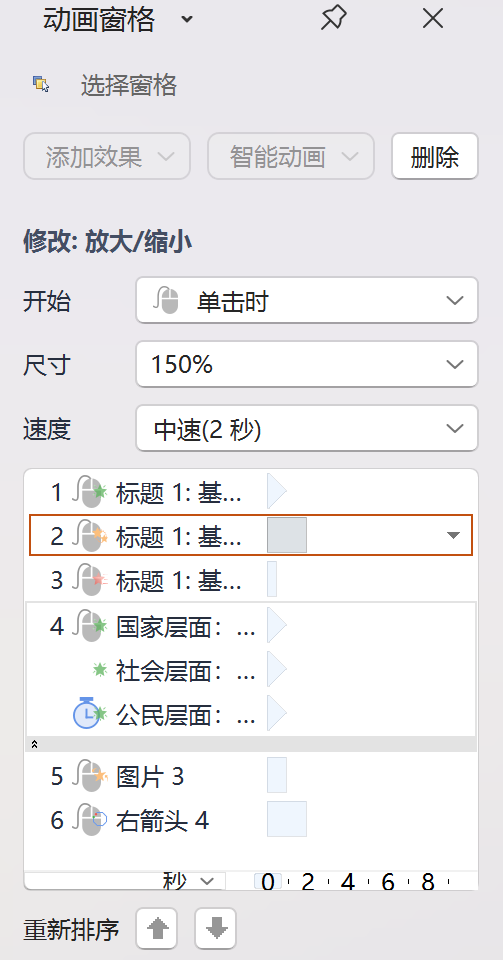 动画窗格
选择窗格
添加效果 智能动画 删除
修改: 放大/缩小
开始 单击时
尺寸 150%
速度 中速(2 秒)
1 标题 1: 基...
2 标题 1: 基...
3 标题 1: 基...
4 国家层面: ...
社会层面: ...
公民层面: ...
5 图片 3
6 右箭头 4
秒 0 2 4 6 8
重新排序